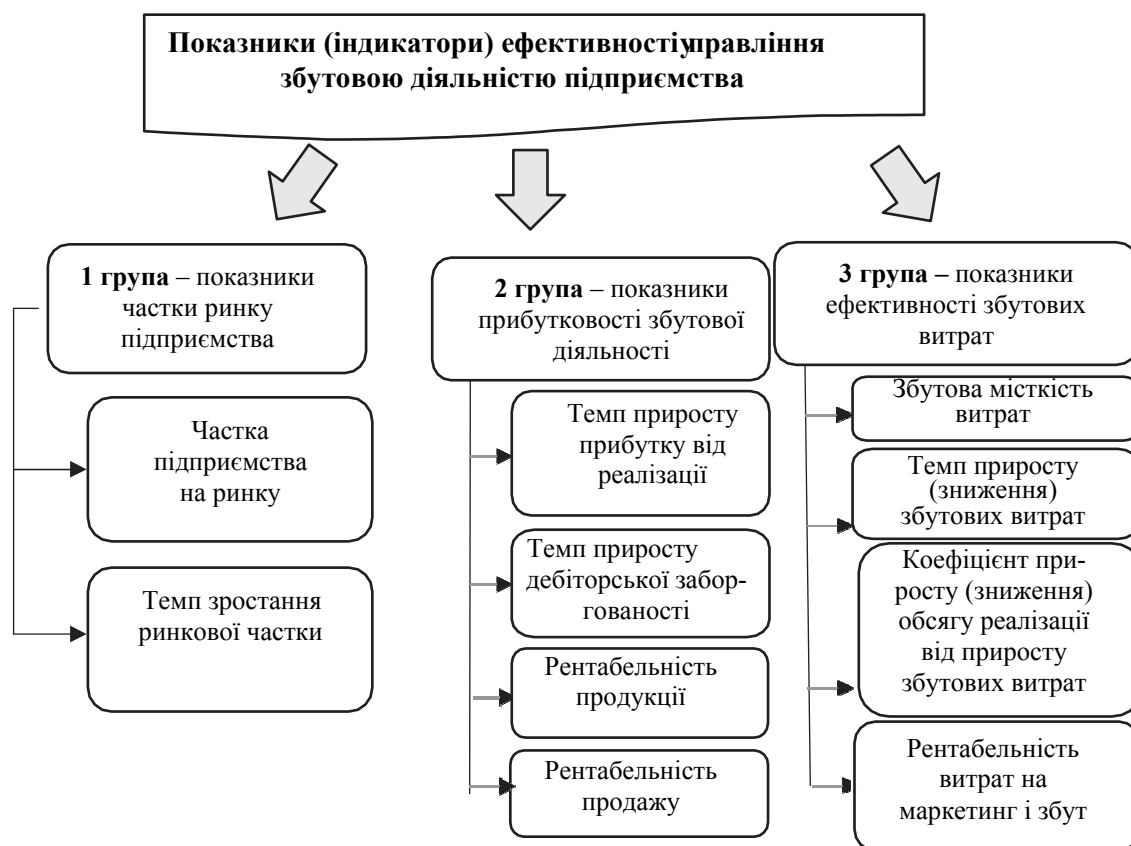 Показники (індикатори) ефективності управління
збутовою діяльністю підприємства
1 група – показники
частки ринку
підприємства
Частка
підприємства
на ринку
Темп зростання
ринкової частки
2 група – показники
прибутковості збутової
діяльності
Темп приросту
прибутку від
реалізації
Темп приросту
дебіторської забор-
гованості
Рентабельність
продукції
Рентабельність
продажу
3 група – показники
ефективності збутових
витрат
Збутова місткість
витрат
Темп приросту
(зниження)
збутових витрат
Коефіцієнт при-
росту (зниження)
обсягу реалізації
від приросту
збутових витрат
Рентабельність
витрат на
маркетинг і збут